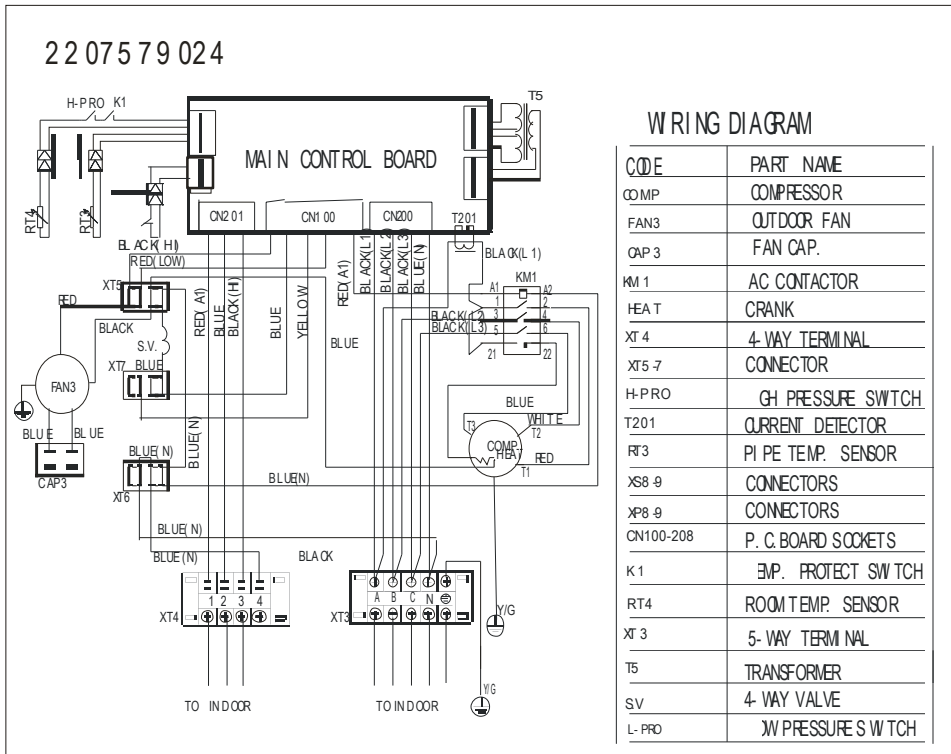 2207579024
H-PRO K1
T5
MAIN CONTROL BOARD
RT4
RT3
CN201
CN100
CN200
T201
BLACK(HI)
RED(LOW)
BLACK(L1)
BLACK(L2)
BLACK(L3)
BLUE(N)
BLACK(L1)
KM1
XT5
RED
RED(A1)
BLUE
BLACK(HI)
BLUE
YELLOW
RED(A1)
BLUE
A1
A2
1
2
3
4
5
6
21
22
BLACK(L2)
BLACK(L3)
BLACK
S.V.
XT7
BLUE
FAN3
BLUE
BLUE
CAP3
BLUE(N)
BLUE(N)
XT6
BLUE(N)
BLUE
WHITE
T3
T2
COMP
HEAT
RED
T1
BLUE(N)
BLUE(N)
BLACK
XT4
1 2 3 4
XT3
A B C N
Y/G
Y/G
TO INDOOR
TO INDOOR
WIRING DIAGRAM
CODE PART NAME
COMP COMPRESSOR
FAN3 OUTDOOR FAN
CAP3 FAN CAP.
KM1 AC CONTACTOR
HEAT CRANK
XT4 4-WAY TERMINAL
XT5-7 CONNECTOR
H-PRO GH PRESSURE SWITCH
T201 CURRENT DETECTOR
RT3 PIPE TEMP. SENSOR
XS8-9 CONNECTORS
XP8-9 CONNECTORS
CN100-208 P.C.BOARD SOCKETS
K1 EMP. PROTECT SWITCH
RT4 ROOM TEMP. SENSOR
XT3 5-WAY TERMINAL
T5 TRANSFORMER
SV 4-WAY VALVE
L-PRO OW PRESSURE SWITCH